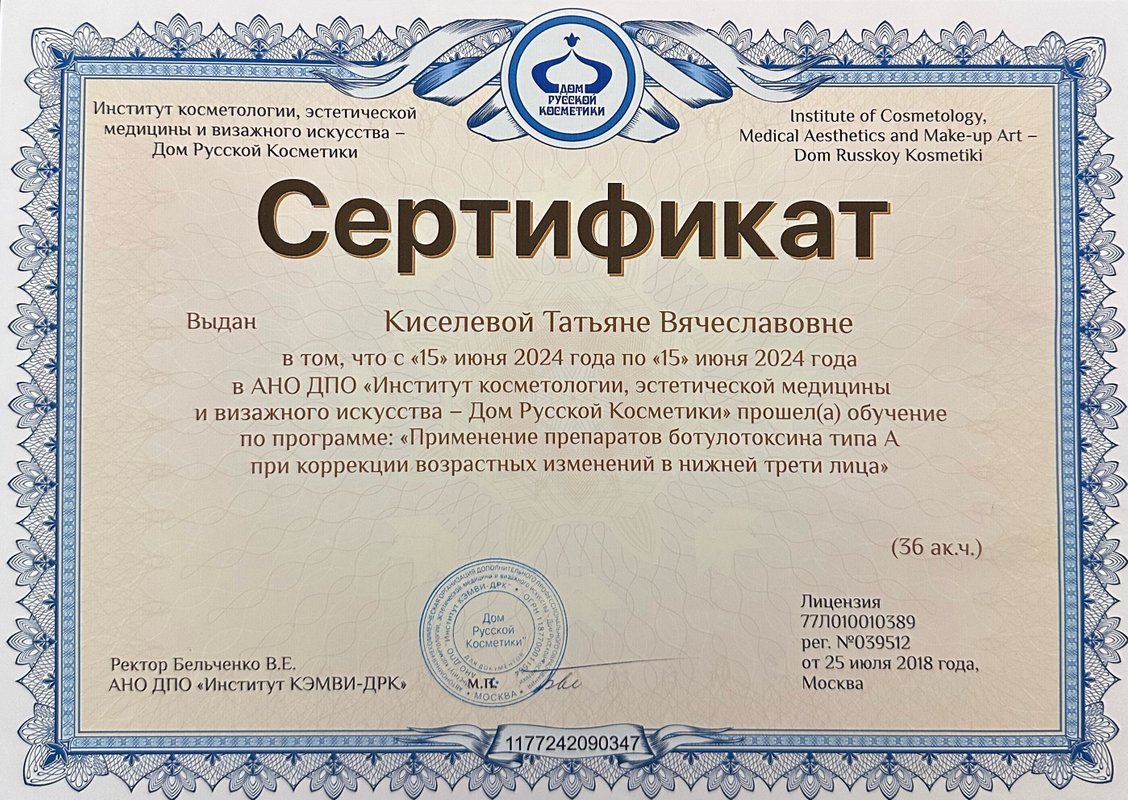 ДОМ
РУССКОЙ
КОСМЕТИКИ
Институт косметологии, эстетической
медицины и визажного искусства –
Дом Русской Косметики
Institute of Cosmetology,
Medical Aesthetics and Make-up Art –
Dom Russkoy Kosmetiki
Сертификат
Выдан Киселевой Татьяне Вячеславовне
в том, что с «15» июня 2024 года по «15» июня 2024 года
в АНО ДПО «Институт косметологии, эстетической медицины
и визажного искусства – Дом Русской Косметики» прошел(а) обучение
по программе: «Применение препаратов ботулотоксина типа А
при коррекции возрастных изменений в нижней трети лица»
(36 ак.ч.)
Лицензия
77Л010010389
рег. №039512
от 25 июля 2018 года,
Москва
Дом
Русской
Косметики"
ДЛЯ ДОКУМЕНТОВ
МОСКВА
Ректор Бельченко В.Е.
АНО ДПО «Институт КЭМВИ-ДРК»
М.П.
1177242090347